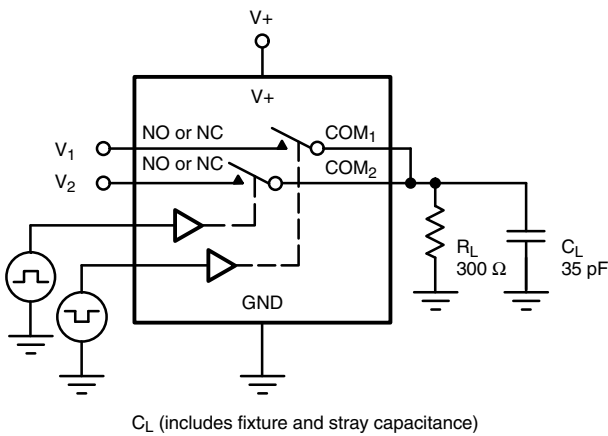 V+
V+
NO or NC
COM1
V1
NO or NC
COM2
V2
RL
300 Ω
CL
35 pF
GND
CL (includes fixture and stray capacitance)